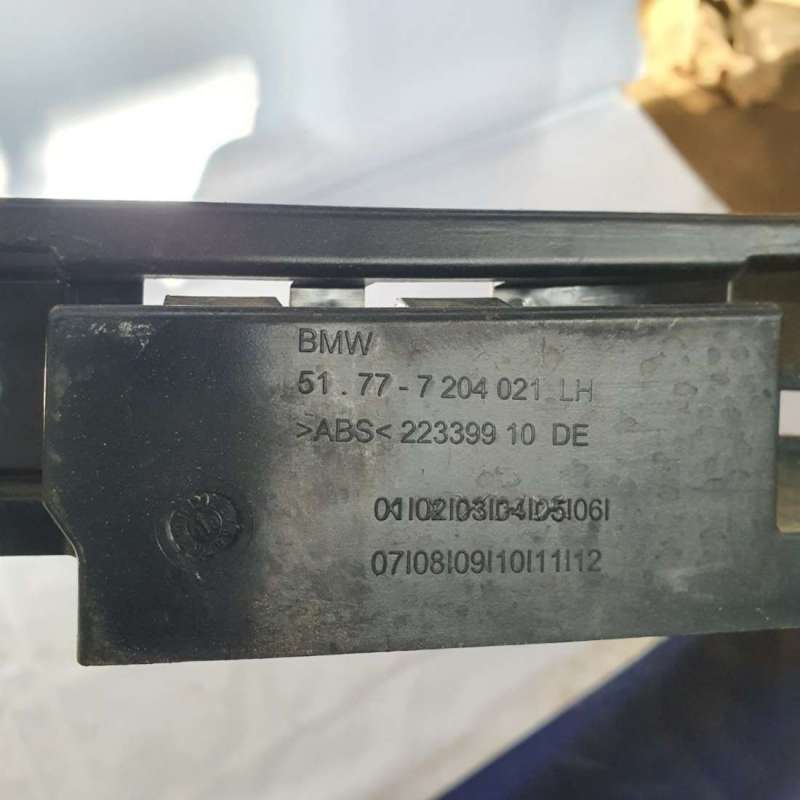 BMW
51.77-7 204 021 LH
>ABS< 223399 10 DE
01|02|03|04|05|06|
07|08|09|10|11|12